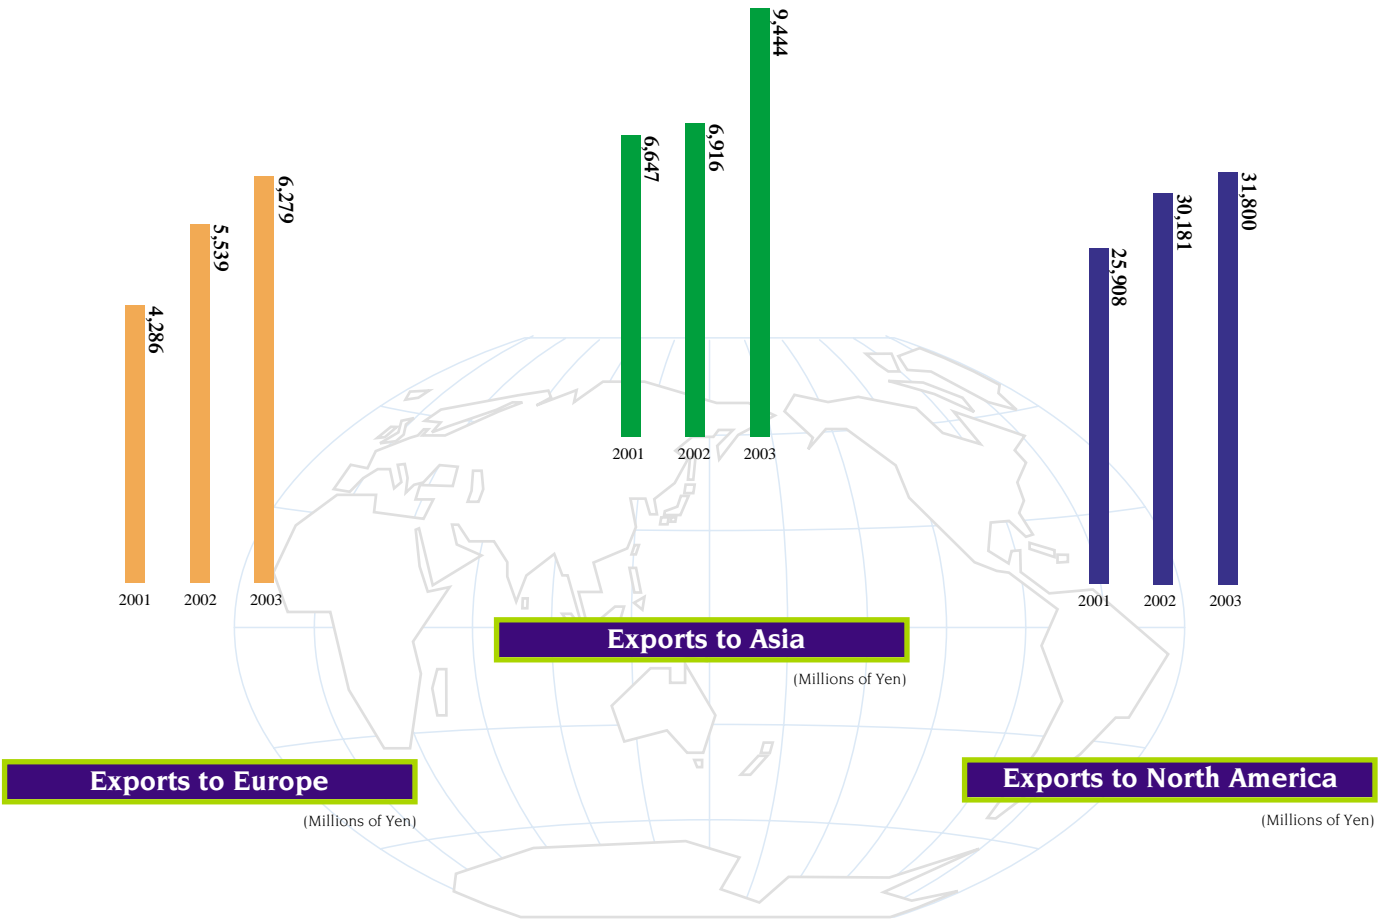 9,444
6,916
6,647
2001 2002 2003
Exports to Asia
(Millions of Yen)
6,279
5,539
4,286
2001 2002 2003
Exports to Europe
(Millions of Yen)
31,800
30,181
25,908
2001 2002 2003
Exports to North America
(Millions of Yen)